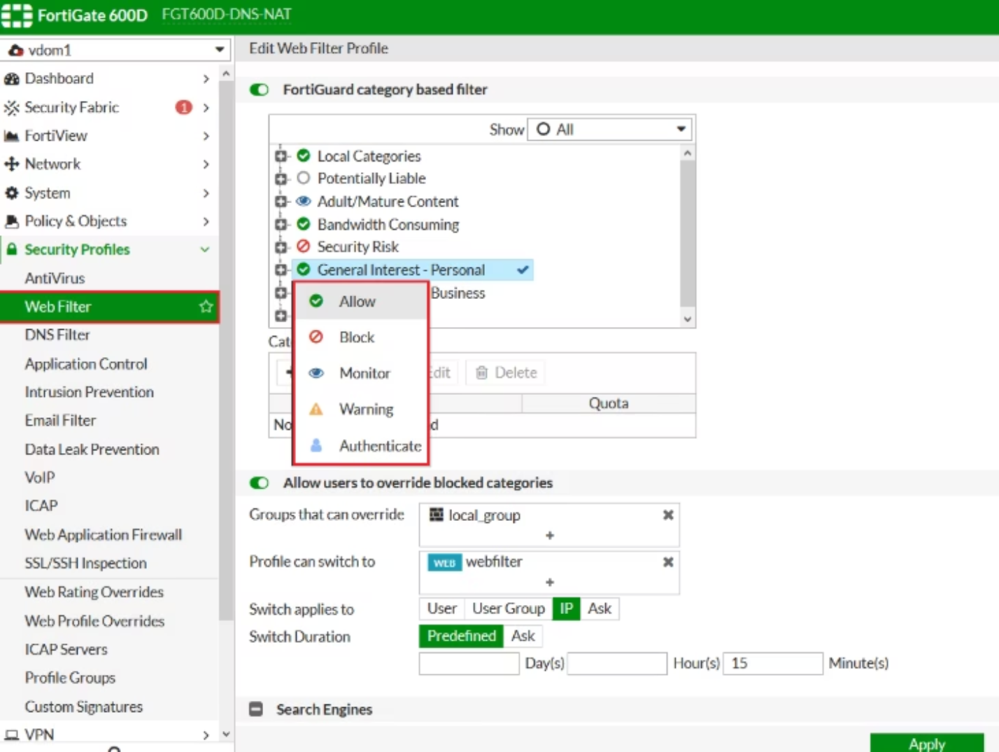 FortiGate 600D FGT600D-DNS-NAT
vdom1
Dashboard
Security Fabric 1
FortiView
Network
System
Policy & Objects
Security Profiles
AntiVirus
Web Filter
DNS Filter
Application Control
Intrusion Prevention
Email Filter
Data Leak Prevention
VoIP
ICAP
Web Application Firewall
SSL/SSH Inspection
Web Rating Overrides
Web Profile Overrides
ICAP Servers
Profile Groups
Custom Signatures
VPN
Edit Web Filter Profile
FortiGuard category based filter
Show All
Local Categories
Potentially Liable
Adult/Mature Content
Bandwidth Consuming
Security Risk
General Interest - Personal
Business
Allow
Block
Monitor
Warning
Authenticate
Delete
Quota
No
Allow users to override blocked categories
Groups that can override local_group
Profile can switch to WEB webfilter
Switch applies to User User Group IP Ask
Switch Duration Predefined Ask
Day(s) Hour(s) 15 Minute(s)
Search Engines
Apply